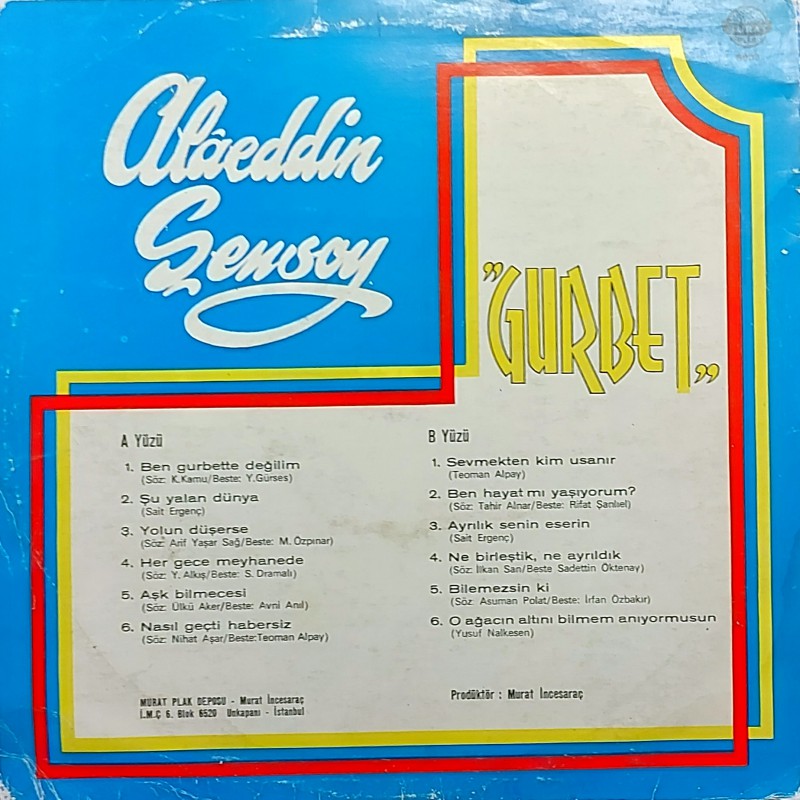 Alâeddin
Şensoy
"GURBET„
A Yüzü
1. Ben gurbette değilim
(Söz: K.Kamu/Beste: Y.Gürses)
2. Şu yalan dünya
(Sait Ergenç)
3. Yolun düşerse
(Söz: Arif Yaşar Sağ/Beste: M. Özpınar)
4. Her gece meyhanede
(Söz: Y. Alkış/Beste: S. Dramalı)
5. Aşk bilmecesi
(Söz: Ülkü Aker/Beste: Avni Anıl)
6. Nasıl geçti habersiz
(Söz: Nihat Aşar/Beste:Teoman Alpay)
MURAT PLAK DEPOSU - Murat İncesaraç
İ.M.Ç 6. Blok 6520 Unkapanı - İstanbul
B Yüzü
1. Sevmekten kim usanır
(Teoman Alpay)
2. Ben hayat mı yaşıyorum?
(Söz: Tahir Alnar/Beste: Rifat Şanlıel)
3. Ayrılık senin eserin
(Sait Ergenç)
4. Ne birleştik, ne ayrıldık
(Söz: İlkan San/Beste Sadettin Öktenay)
5. Bilemezsin ki
(Söz: Asuman Polat/Beste: İrfan Özbakır)
6. O ağacın altını bilmem anıyormusun
(Yusuf Nalkesen)
Prodüktör : Murat İncesaraç